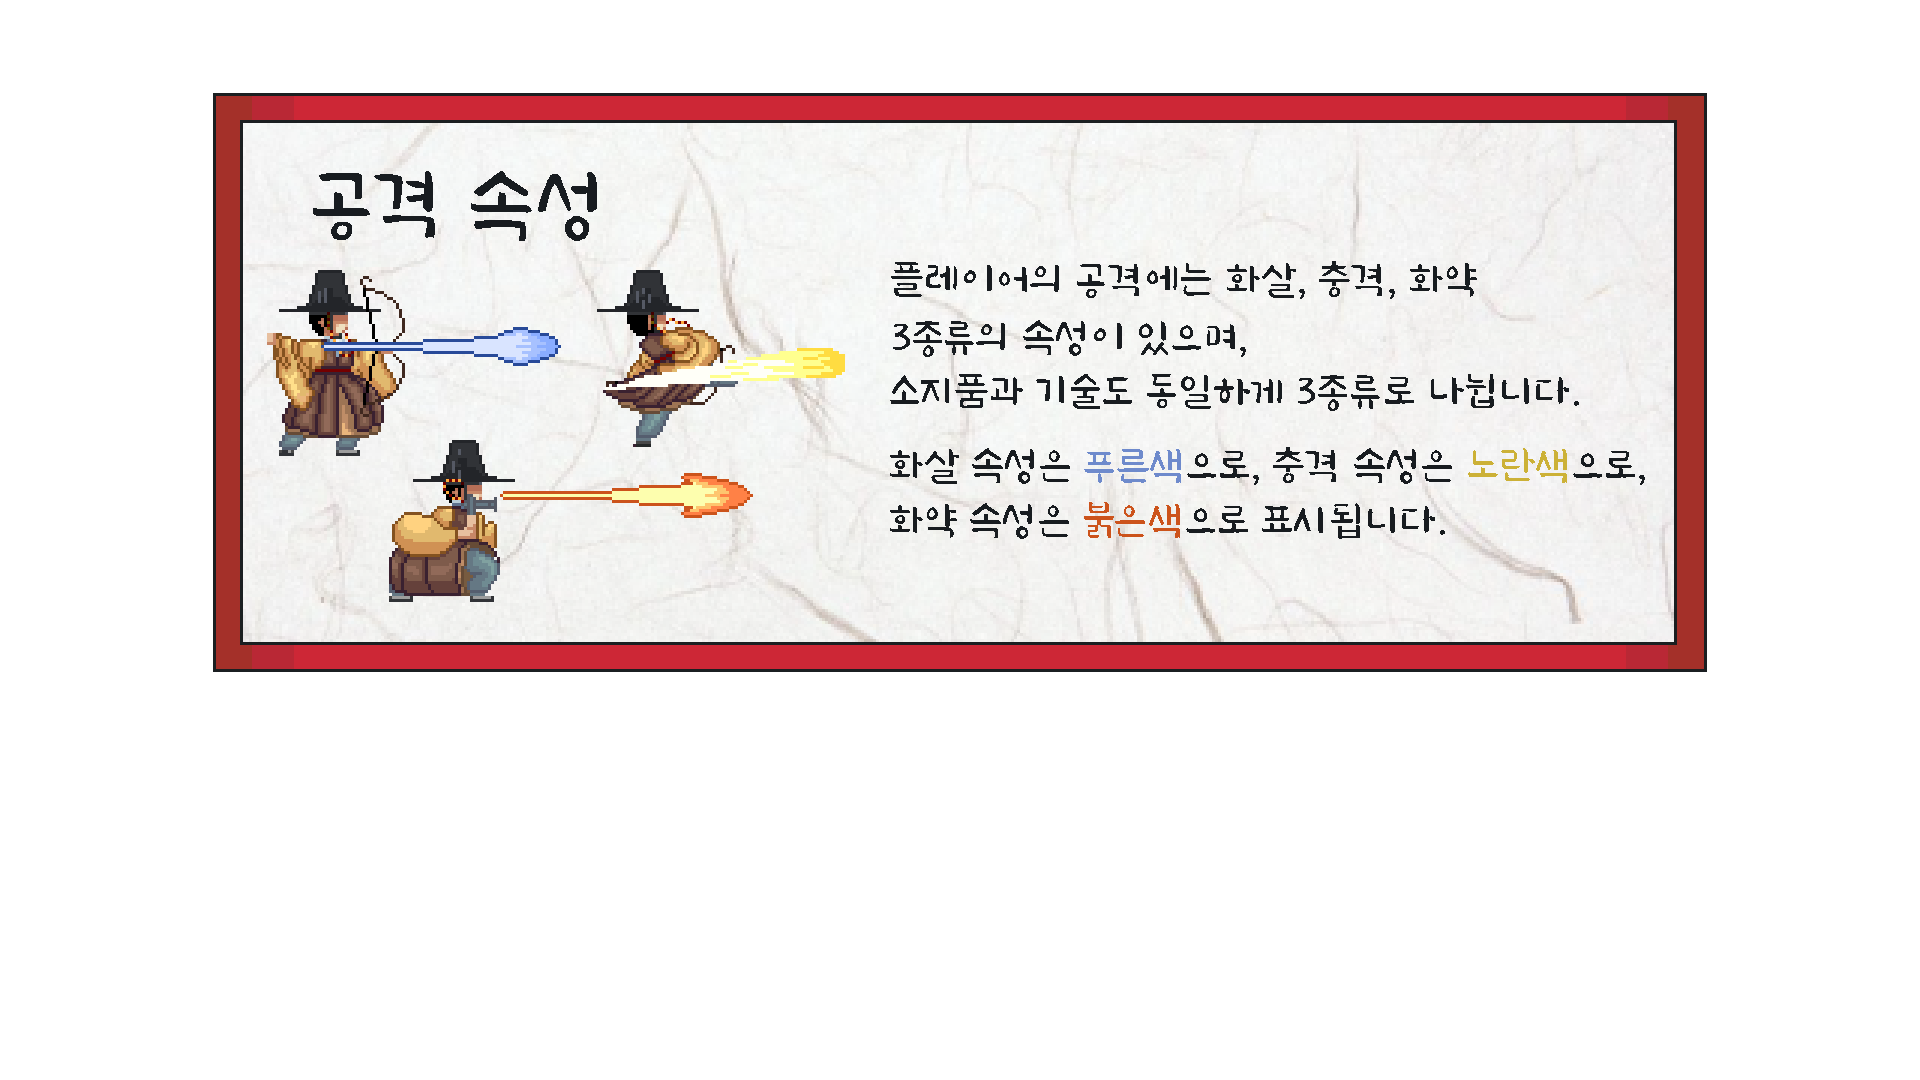 공격 속성
플레이어의 공격에는 화살, 충격, 화약
3종류의 속성이 있으며,
소지품과 기술도 동일하게 3종류로 나뉩니다.
화살 속성은 푸른색으로, 충격 속성은 노란색으로,
화약 속성은 붉은색으로 표시됩니다.